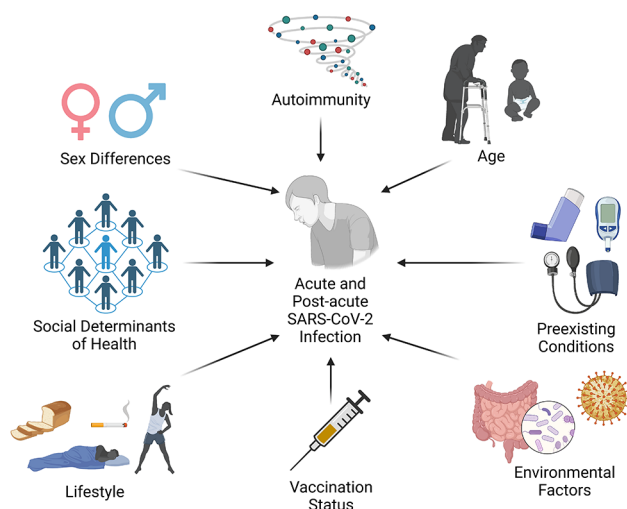 Autoimmunity
Age
Sex Differences
Acute and
Post-acute
SARS-CoV-2
Infection
Social Determinants
of Health
Preexisting
Conditions
Lifestyle
Vaccination
Status
Environmental
Factors